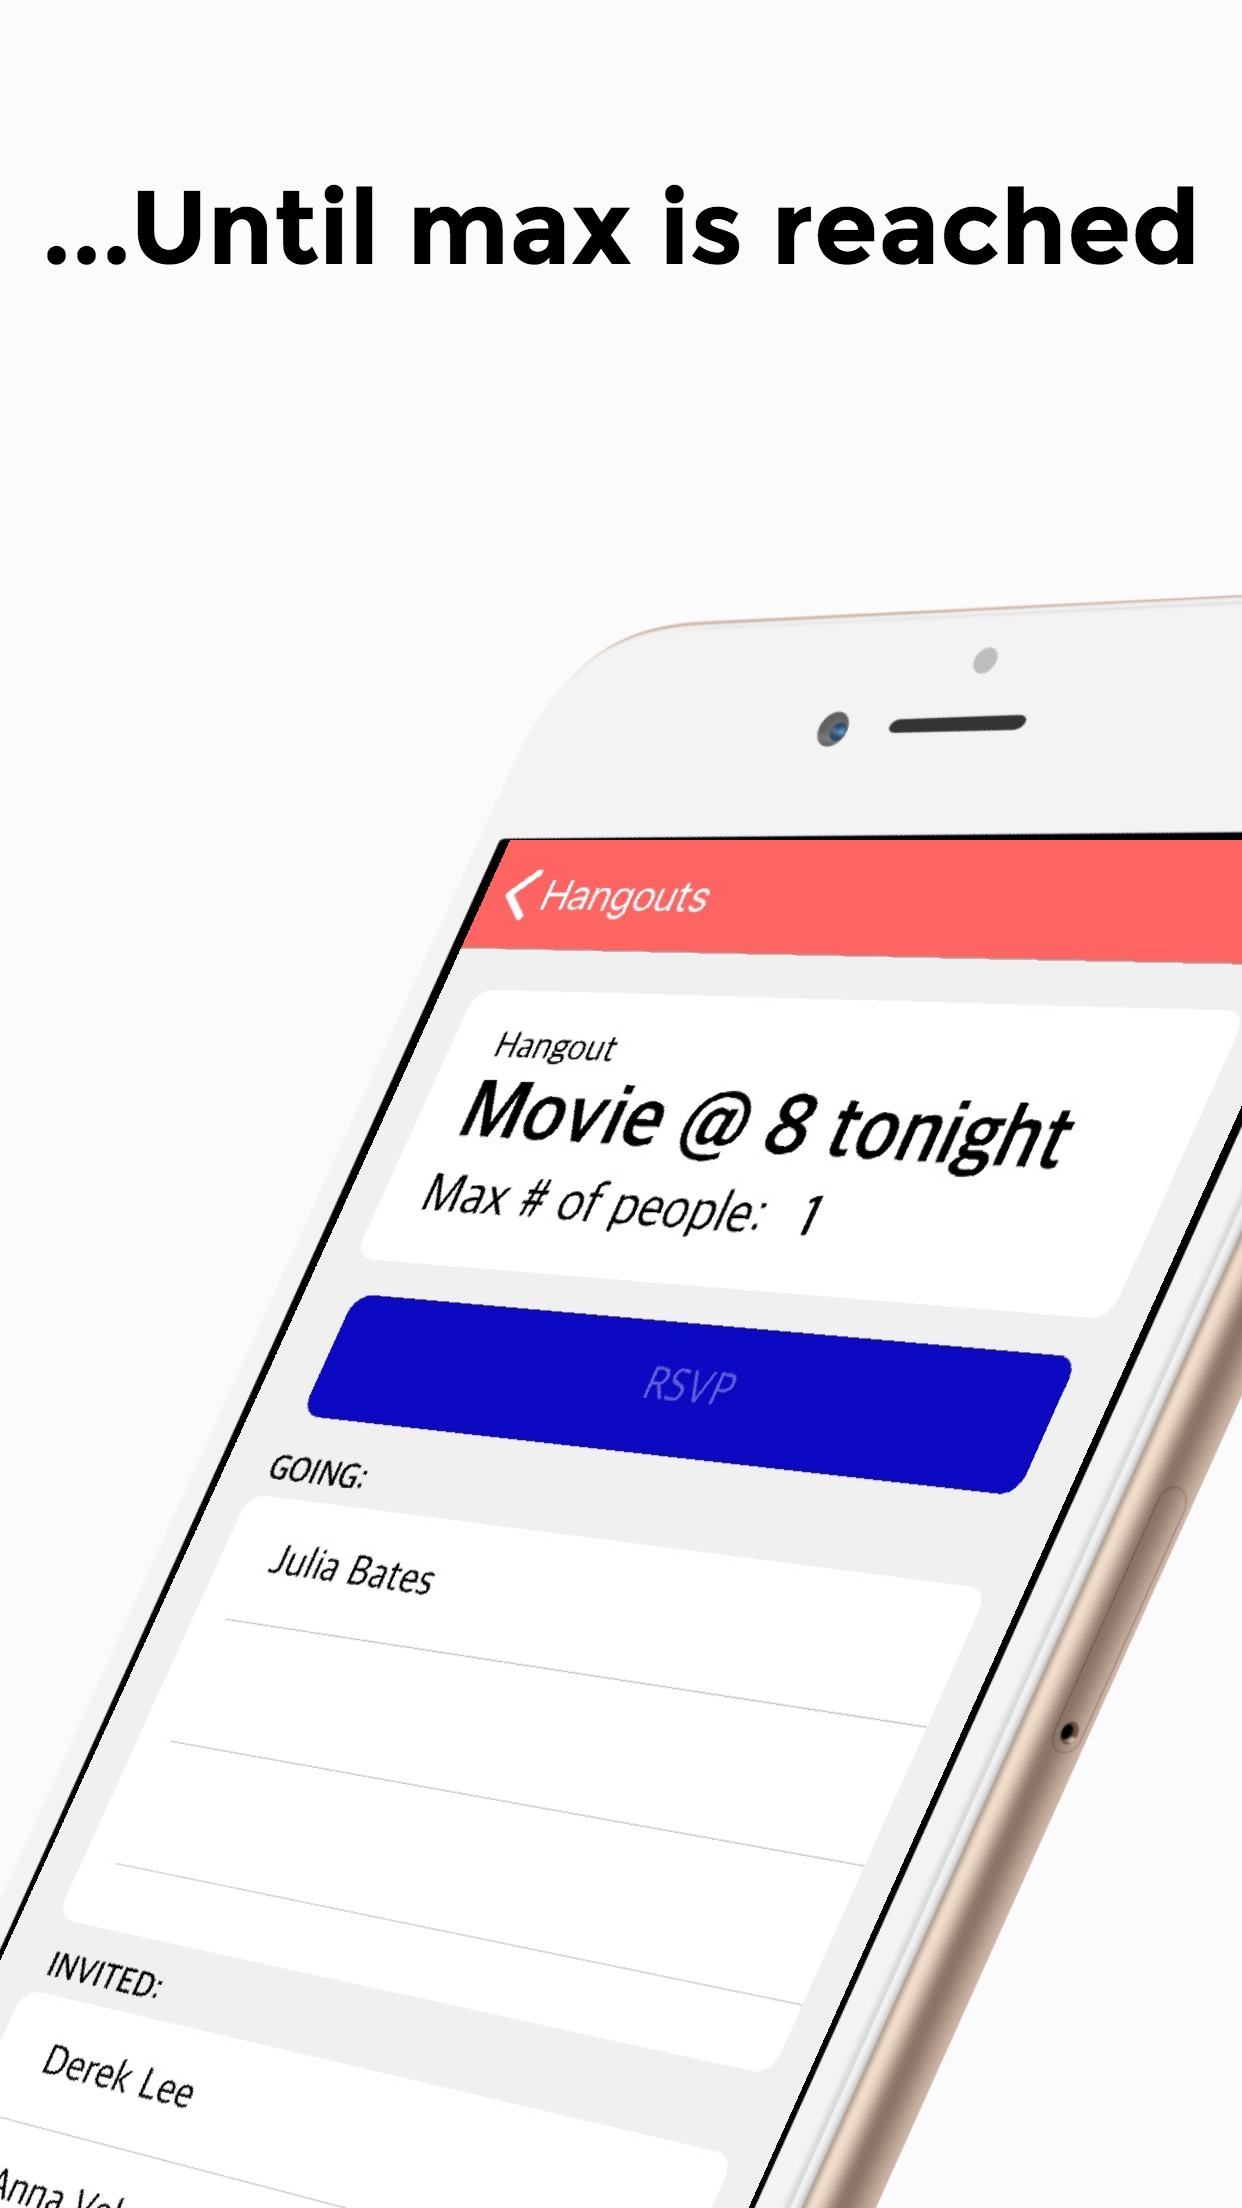 ...Until max is reached
Hangouts
Hangout
Movie @ 8 tonight
Max # of people: 1
RSVP
GOING:
Julia Bates
INVITED:
Derek Lee
Anna